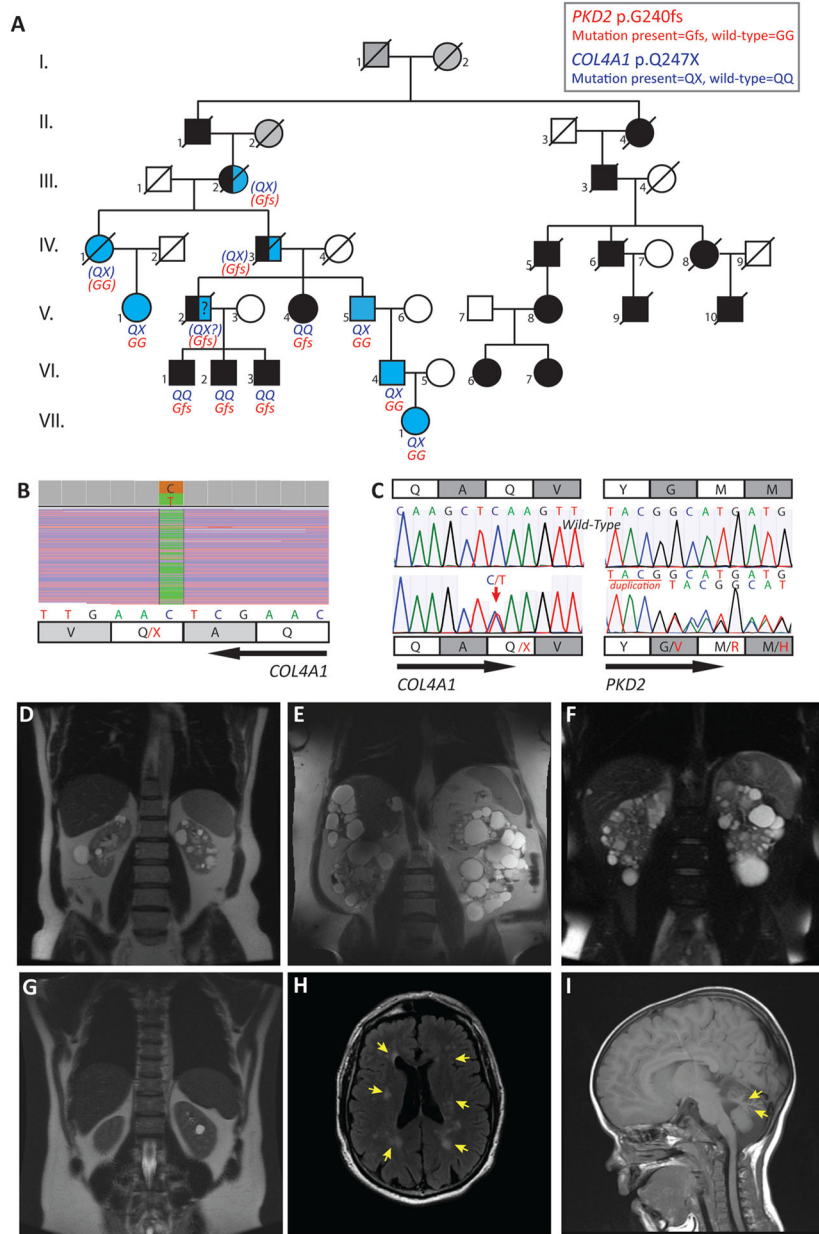 A
PKD2 p.G240fs
Mutation present=Gfs, wild-type=GG
COL4A1 p.Q247X
Mutation present=QX, wild-type=QQ
I.
1 2
II.
1 2 3 4
III.
1 2 3 4
(QX)
(Gfs)
IV.
1 2 3 4 5 6 7 8 9
(QX) (QX)
(GG) (Gfs)
V.
1 2 ? 3 4 5 6 7 8 9 10
QX (QX?) QQ QX
GG (Gfs) Gfs GG
VI.
1 2 3 4 5 6 7
QQ QQ QQ QX
Gfs Gfs Gfs GG
VII.
1
QX
GG
B
C
T
T T G A A C T C G A A C
V Q/X A Q
COL4A1
C
Q A Q V
C A A G C T C A A G T T
Wild-Type
C/T
Q A Q/X V
COL4A1
Y G M M
T A C G G C A T G A T G
T A C G G C A T G A T G
duplication T A C G G C A T
Y G/V M/R M/H
PKD2
D
E
F
G
H
I